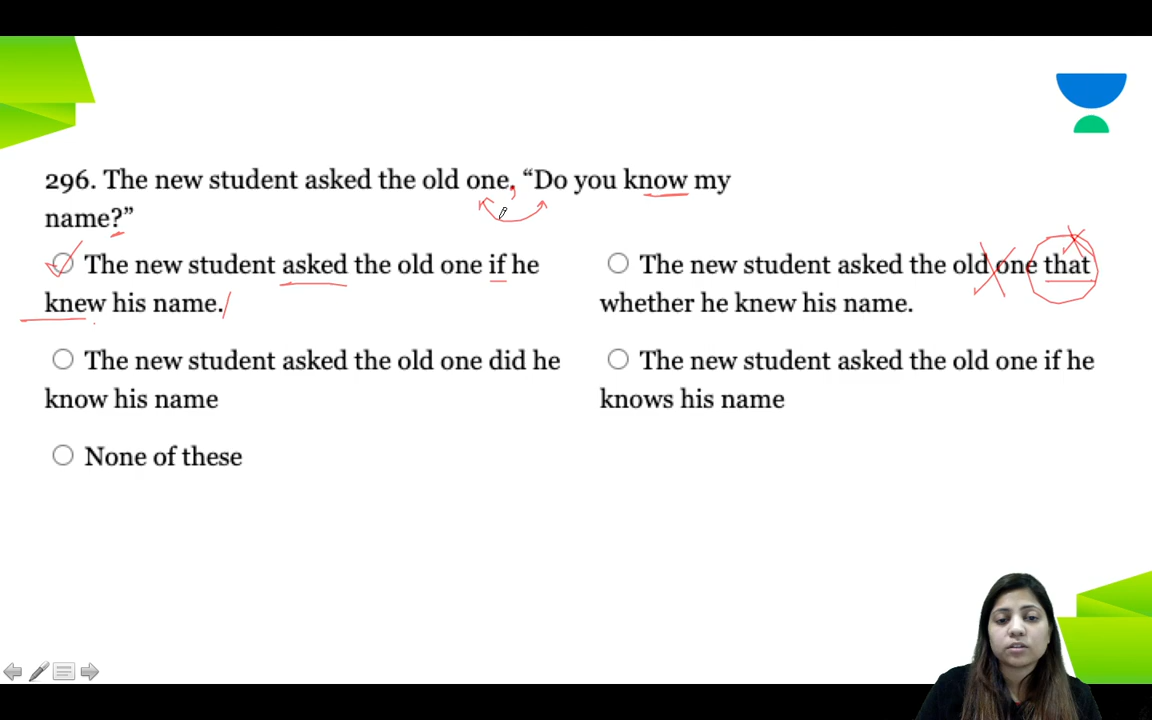 296. The new student asked the old one, “Do you know my
name?”
The new student asked the old one if he
knew his name.
The new student asked the old one that
whether he knew his name.
The new student asked the old one did he
know his name
The new student asked the old one if he
knows his name
None of these